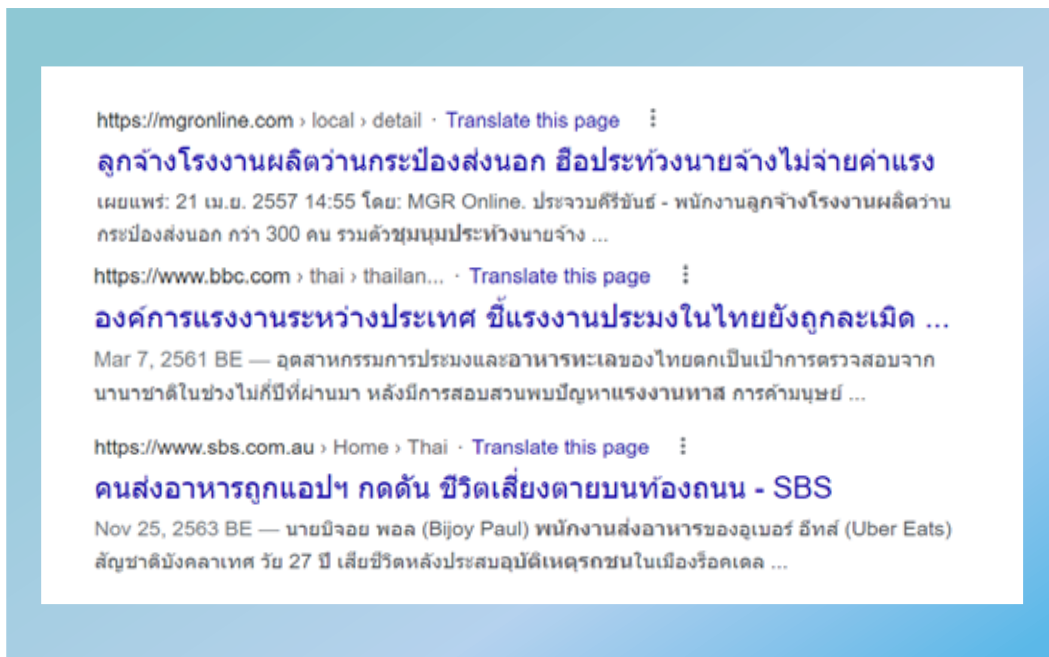 https://mgronline.com › local › detail · Translate this page
ลูกจ้างโรงงานผลิตว่านกระป๋องส่งนอก ฮือประท้วงนายจ้างไม่จ่ายค่าแรง
เผยแพร่: 21 เม.ย. 2557 14:55 โดย: MGR Online. ประจวบคีรีขันธ์ - พนักงานลูกจ้างโรงงานผลิตว่าน
กระป๋องส่งนอก กว่า 300 คน รวมตัวชุมนุมประท้วงนายจ้าง ...
https://www.bbc.com › thai › thailan... · Translate this page
องค์การแรงงานระหว่างประเทศ ชี้แรงงานประมงในไทยยังถูกละเมิด ...
Mar 7, 2561 BE — อุตสาหกรรมการประมงและอาหารทะเลของไทยตกเป็นเป้าการตรวจสอบจาก
นานาชาติในช่วงไม่กี่ปีที่ผ่านมา หลังมีการสอบสวนพบปัญหาแรงงานทาส การค้ามนุษย์ ...
https://www.sbs.com.au › Home › Thai · Translate this page
คนส่งอาหารถูกแอปฯ กดดัน ชีวิตเสี่ยงตายบนท้องถนน - SBS
Nov 25, 2563 BE — นายบิจอย พอล (Bijoy Paul) พนักงานส่งอาหารของอูเบอร์ อีทส์ (Uber Eats)
สัญชาติบังคลาเทศ วัย 27 ปี เสียชีวิตหลังประสบอุบัติเหตุรถชนในเมืองร็อคเดล ...